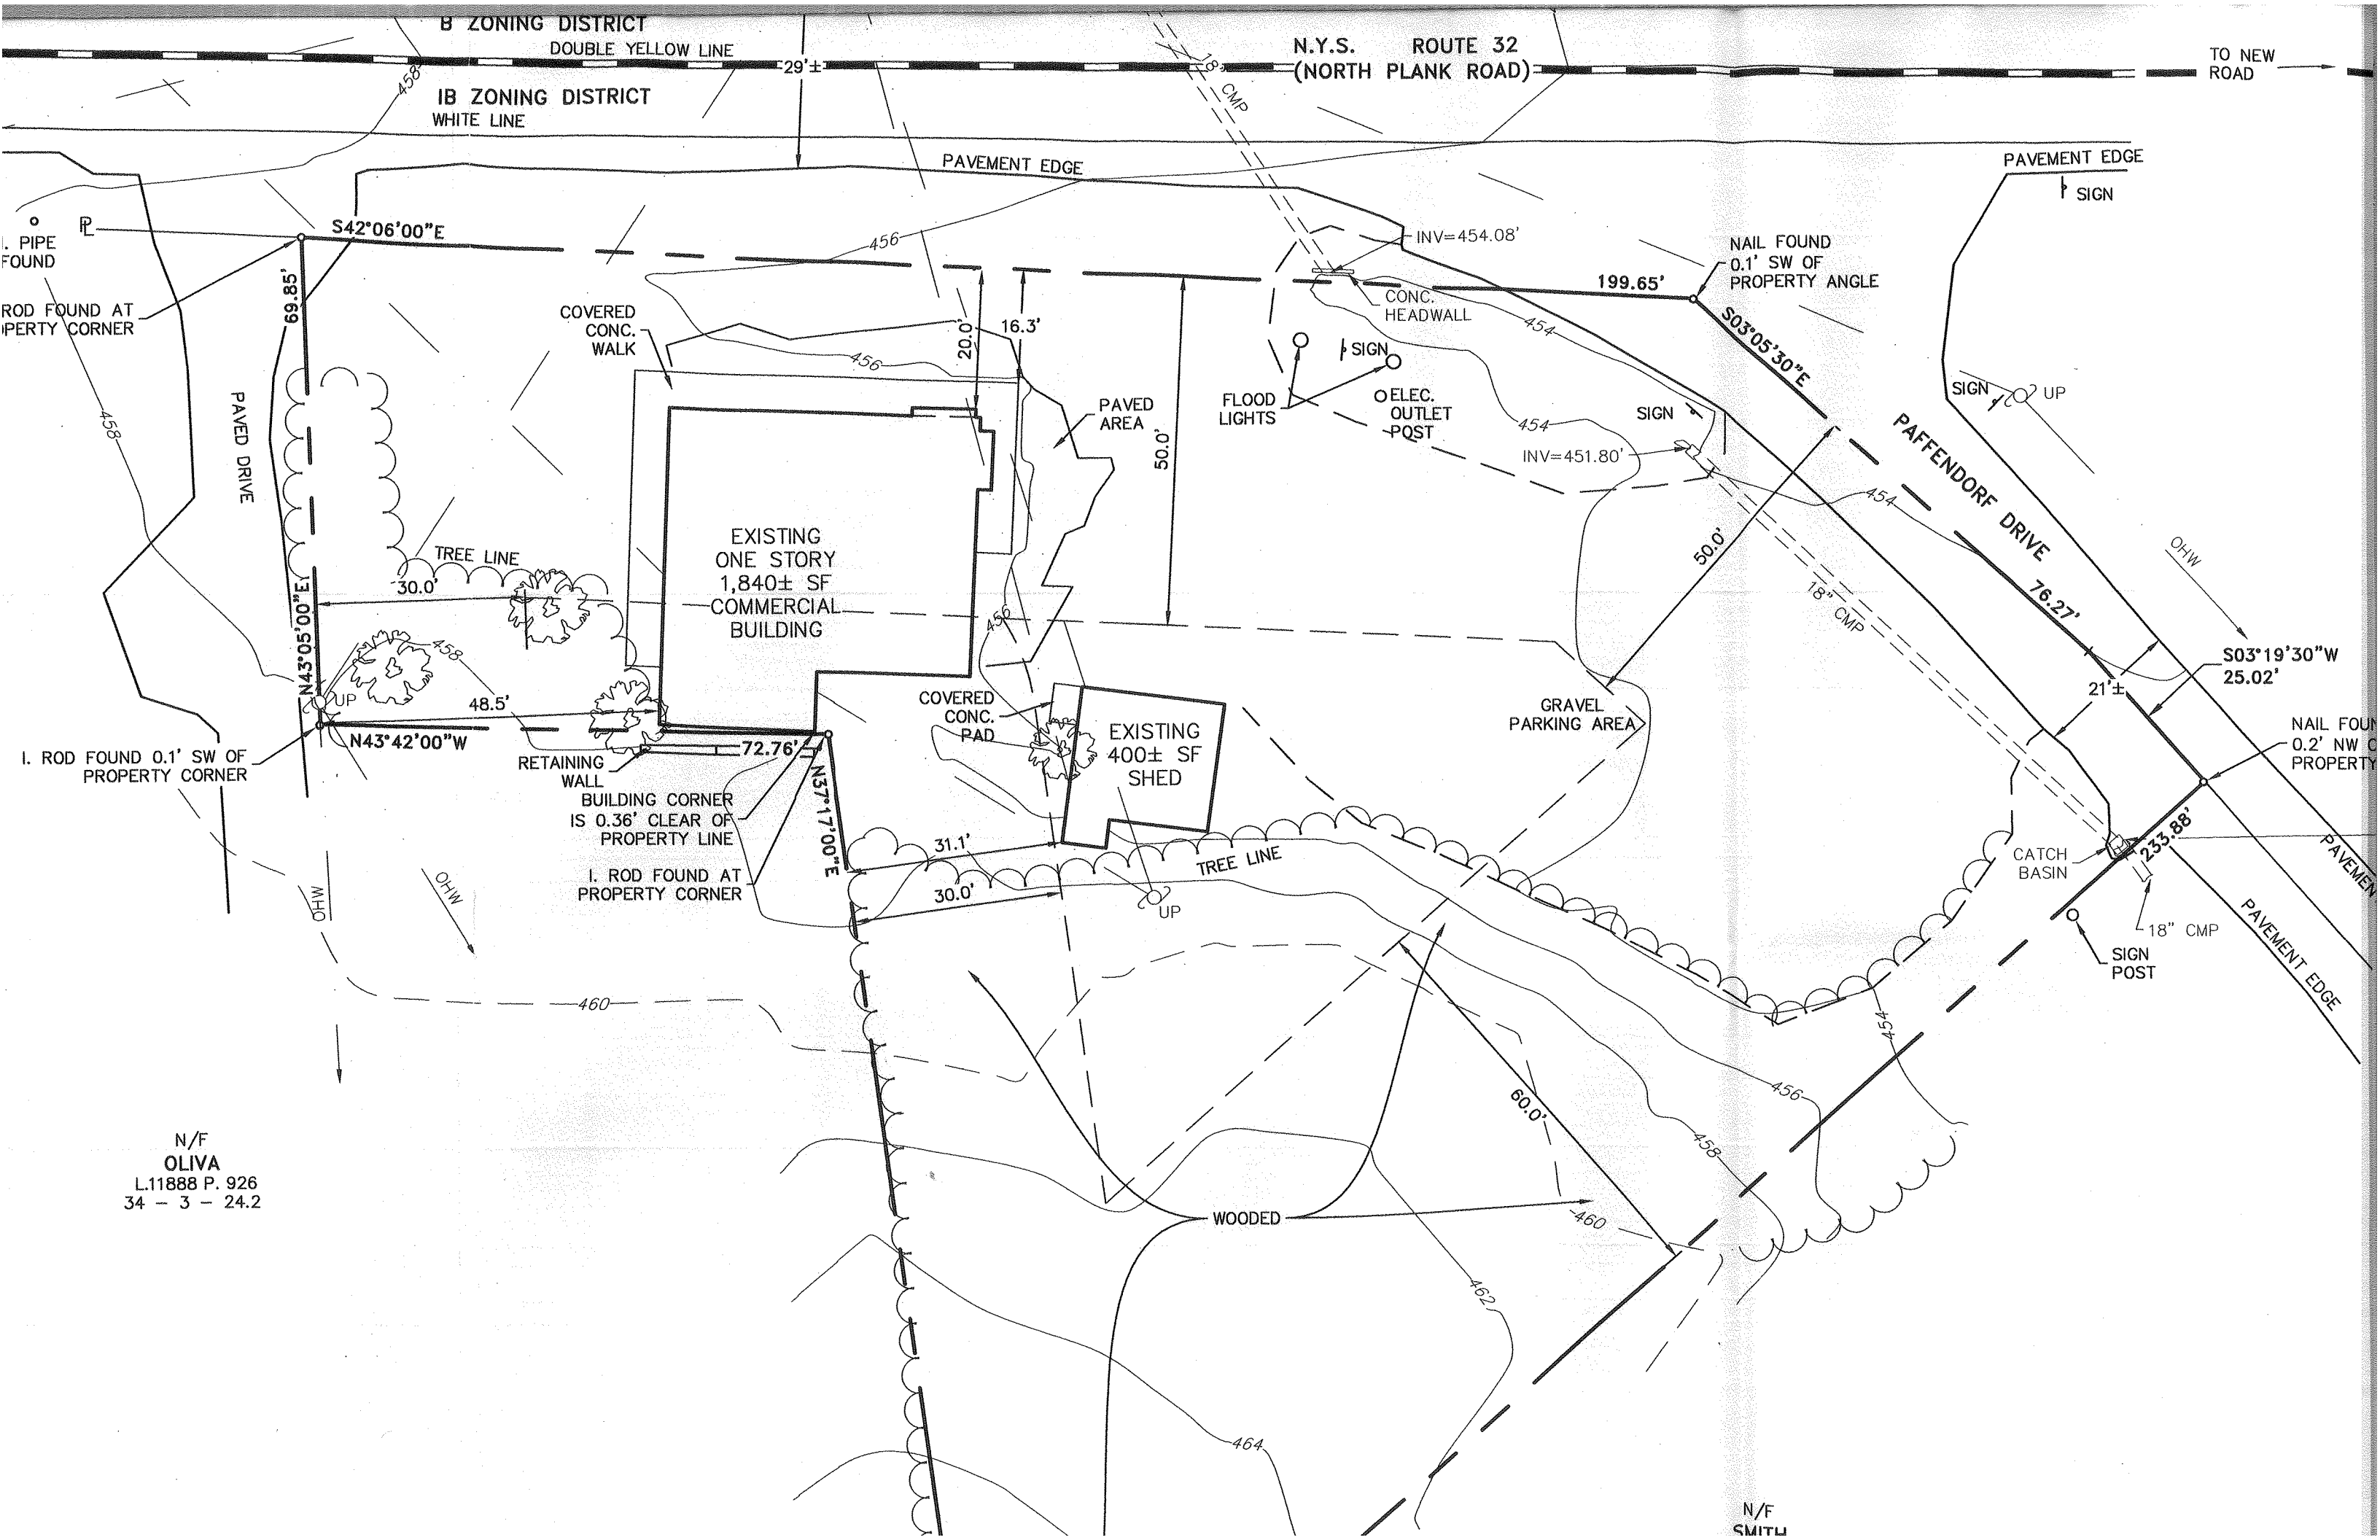 B ZONING DISTRICT
DOUBLE YELLOW LINE
29'±
N.Y.S. ROUTE 32
(NORTH PLANK ROAD)
TO NEW
ROAD
458
IB ZONING DISTRICT
WHITE LINE
18"
CMP
PAVEMENT EDGE
PAVEMENT EDGE
SIGN
PL
I. PIPE
FOUND
S42°06'00"E
456
INV=454.08'
NAIL FOUND
0.1' SW OF
PROPERTY ANGLE
199.65'
ROD FOUND AT
PERTY CORNER
69.85'
COVERED
CONC.
WALK
456
20.0'
16.3'
CONC.
HEADWALL
454
S03°05'30"E
SIGN
FLOOD
LIGHTS
ELEC.
OUTLET
POST
SIGN
SIGN
UP
458
PAVED DRIVE
PAVED
AREA
50.0'
454
INV=451.80'
454
PAFFENDORF DRIVE
EXISTING
ONE STORY
1,840± SF
COMMERCIAL
BUILDING
TREE LINE
30.0'
50.0'
OHW
76.27'
18" CMP
456
N43°05'00"E
458
UP
48.5'
N43°42'00"W
72.76'
I. ROD FOUND 0.1' SW OF
PROPERTY CORNER
RETAINING
WALL
COVERED
CONC.
PAD
EXISTING
400± SF
SHED
GRAVEL
PARKING AREA
21'±
S03°19'30"W
25.02'
NAIL FOUN
0.2' NW O
PROPERTY
BUILDING CORNER
IS 0.36' CLEAR OF
PROPERTY LINE
N37°17'00"E
I. ROD FOUND AT
PROPERTY CORNER
31.1'
30.0'
TREE LINE
UP
CATCH
BASIN
233.88'
PAVEMEN
18" CMP
SIGN
POST
PAVEMENT EDGE
OHW
OHW
460
454
456
60.0'
458
N/F
OLIVA
L.11888 P. 926
34 - 3 - 24.2
WOODED
460
462
464
N/F
SMITH